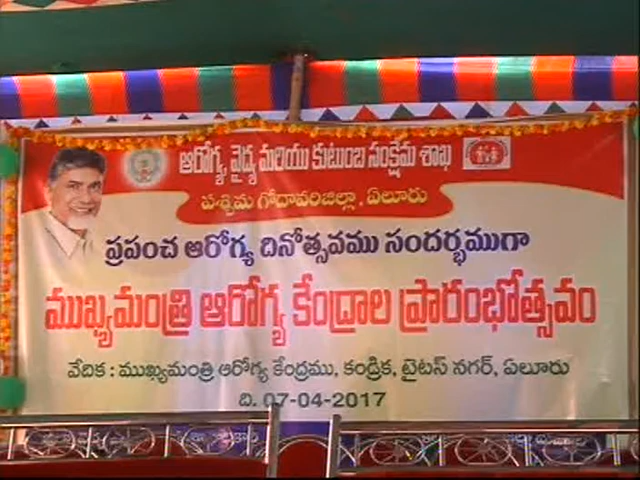 ఆరోగ్య, వైద్య మరియు కుటుంబ సంక్షేమ శాఖ
పశ్చిమ గోదావరిజిల్లా. ఏలూరు
ప్రపంచ ఆరోగ్య దినోత్సవము సందర్భముగా
ముఖ్యమంత్రి ఆరోగ్య కేంద్రాల ప్రారంభోత్సవం
వేదిక : ముఖ్యమంత్రి ఆరోగ్య కేంద్రము, కండ్రిక, టైటస్ నగర్, ఏలూరు
ది. 07-04-2017